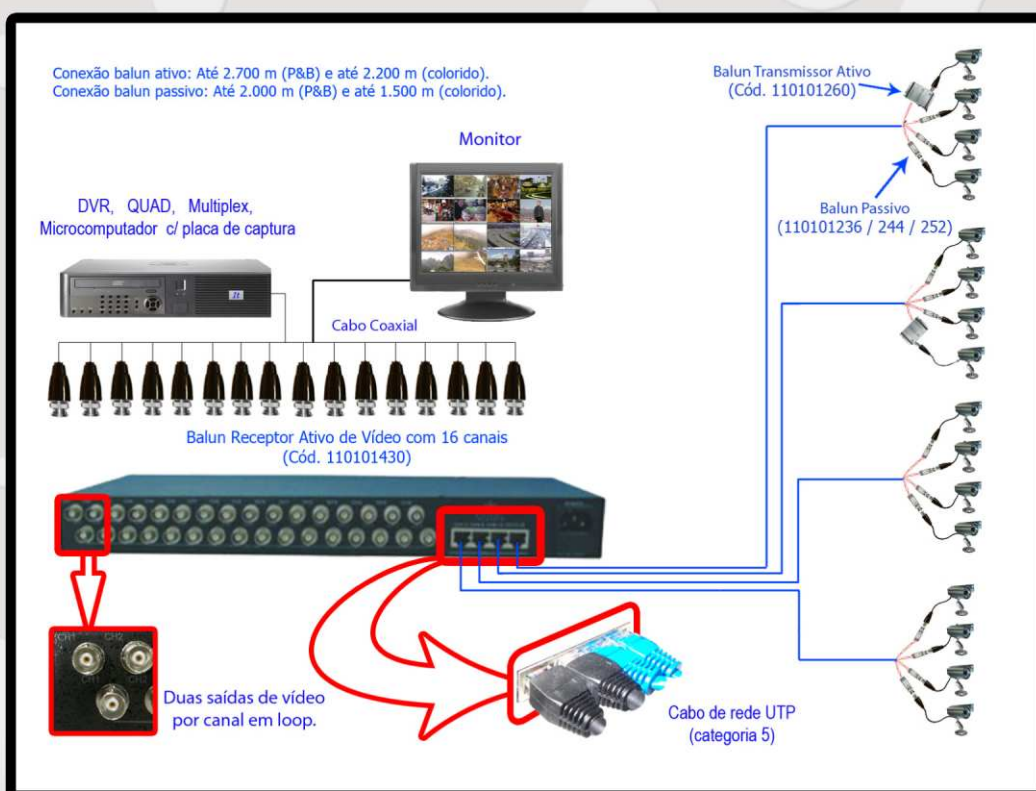 Conexão balun ativo: Até 2.700 m (P&B) e até 2.200 m (colorido).
Conexão balun passivo: Até 2.000 m (P&B) e até 1.500 m (colorido).
Balun Transmissor Ativo
(Cód. 110101260)
Monitor
DVR, QUAD, Multiplex,
Microcomputador c/ placa de captura
Balun Passivo
(110101236 / 244 / 252)
Cabo Coaxial
Balun Receptor Ativo de Vídeo com 16 canais
(Cód. 110101430)
CH1 CH2
Duas saídas de vídeo
por canal em loop.
Cabo de rede UTP
(categoria 5)